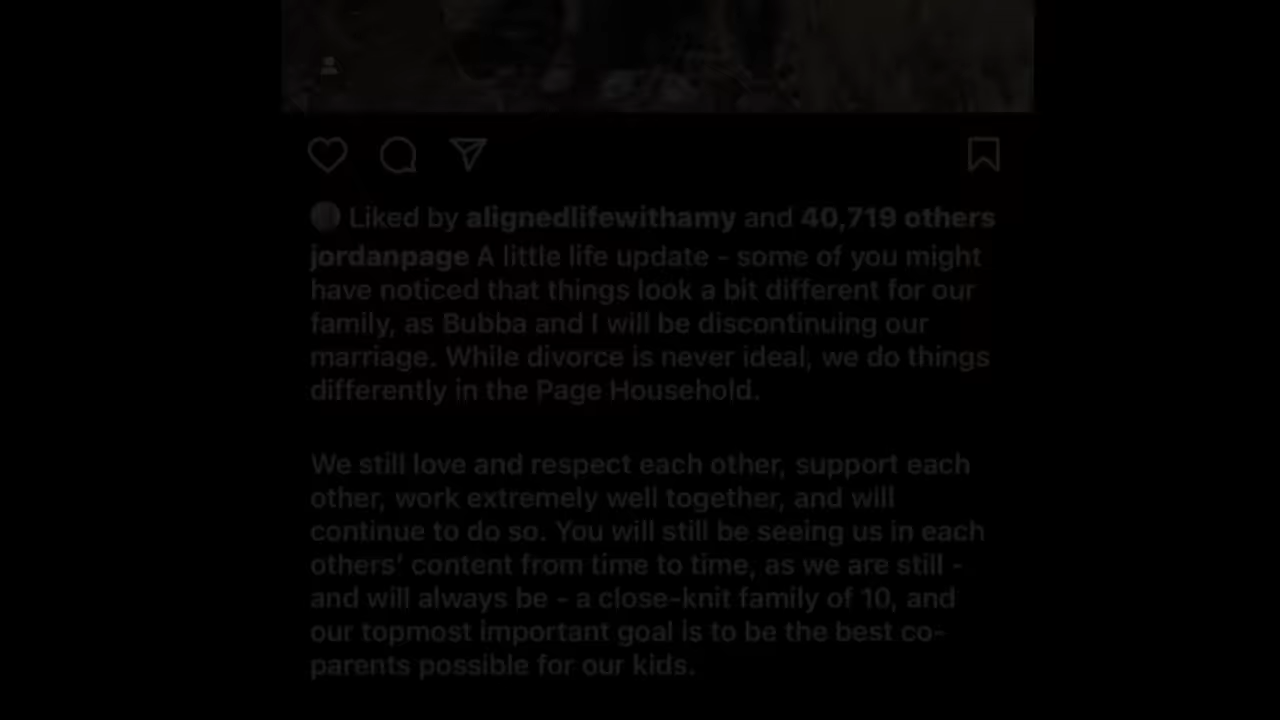 Liked by alignedlifewithamy and 40,719 others
jordanpage A little life update - some of you might
have noticed that things look a bit different for our
family, as Bubba and I will be discontinuing our
marriage. While divorce is never ideal, we do things
differently in the Page Household.
We still love and respect each other, support each
other, work extremely well together, and will
continue to do so. You will still be seeing us in each
others' content from time to time, as we are still -
and will always be - a close-knit family of 10, and
our topmost important goal is to be the best co-
parents possible for our kids.